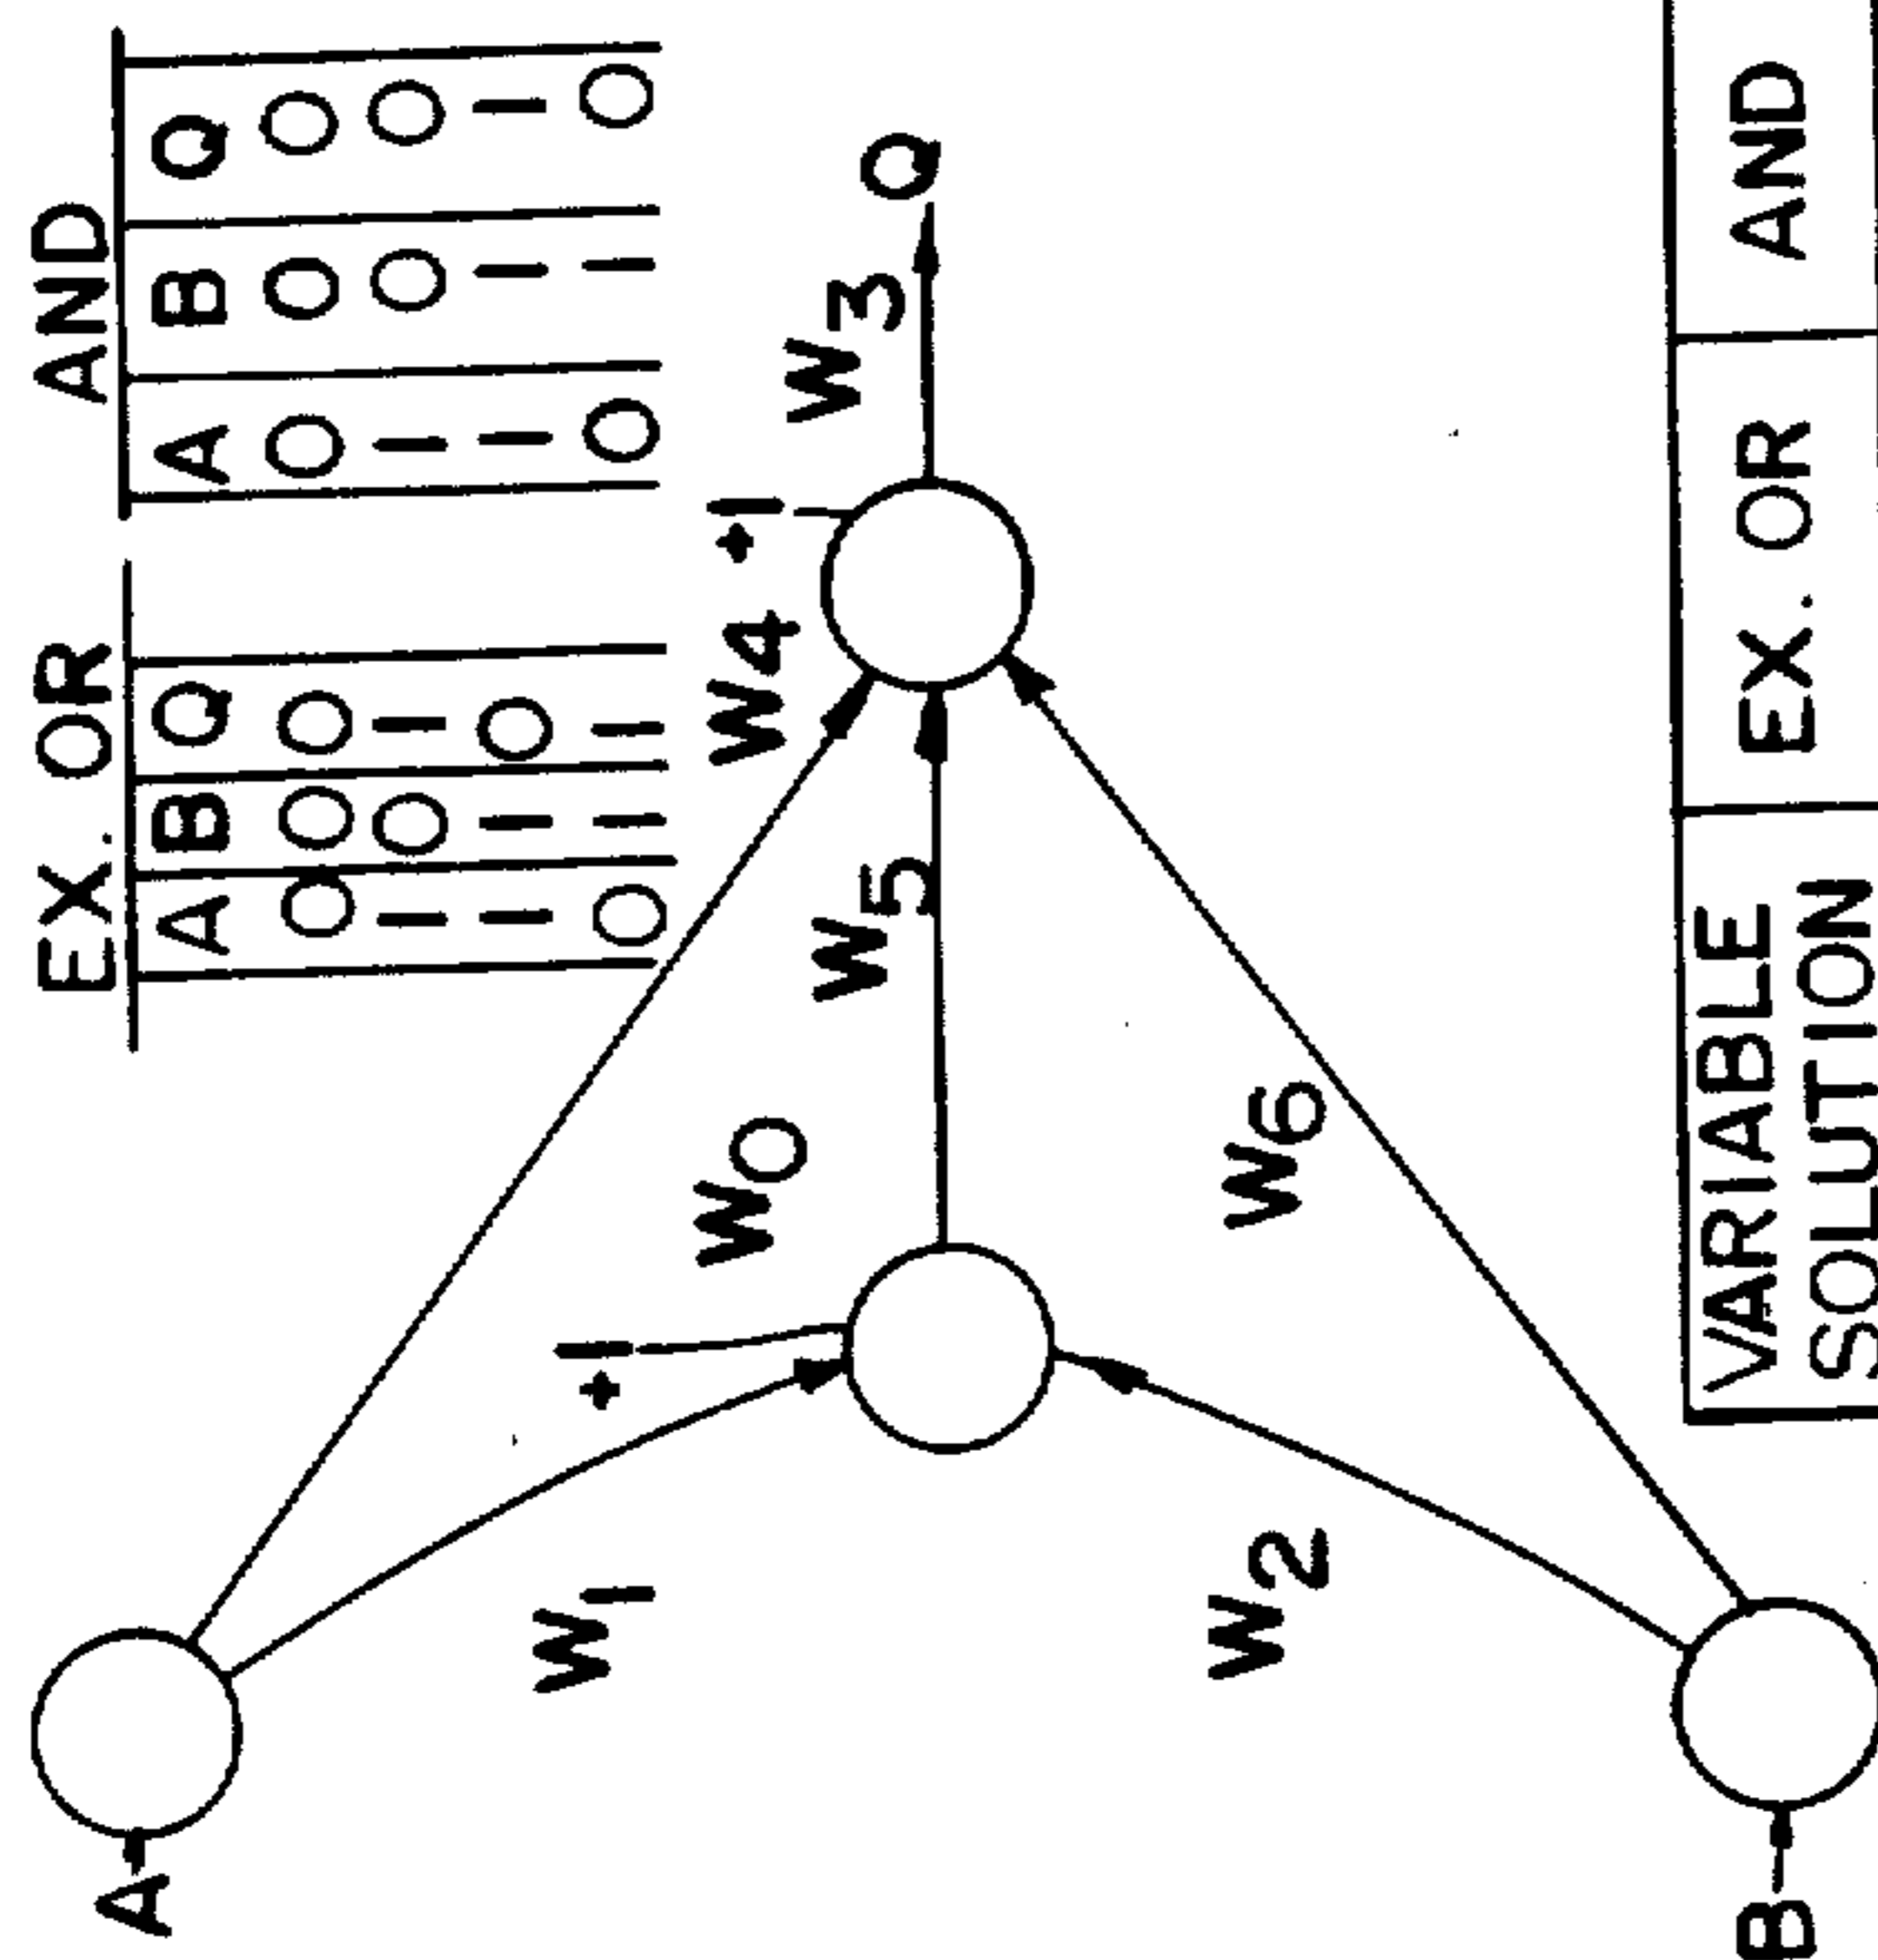 EX. OR
A B Q
0 0 0
1 0 1
1 1 0
0 1 1
AND
A B Q
0 0 0
1 0 0
1 1 1
0 1 0
A
W1
+1
W0
W4
+1
W5
W3
Q
W2
W6
B
VARIABLE
SOLUTION
EX. OR
AND